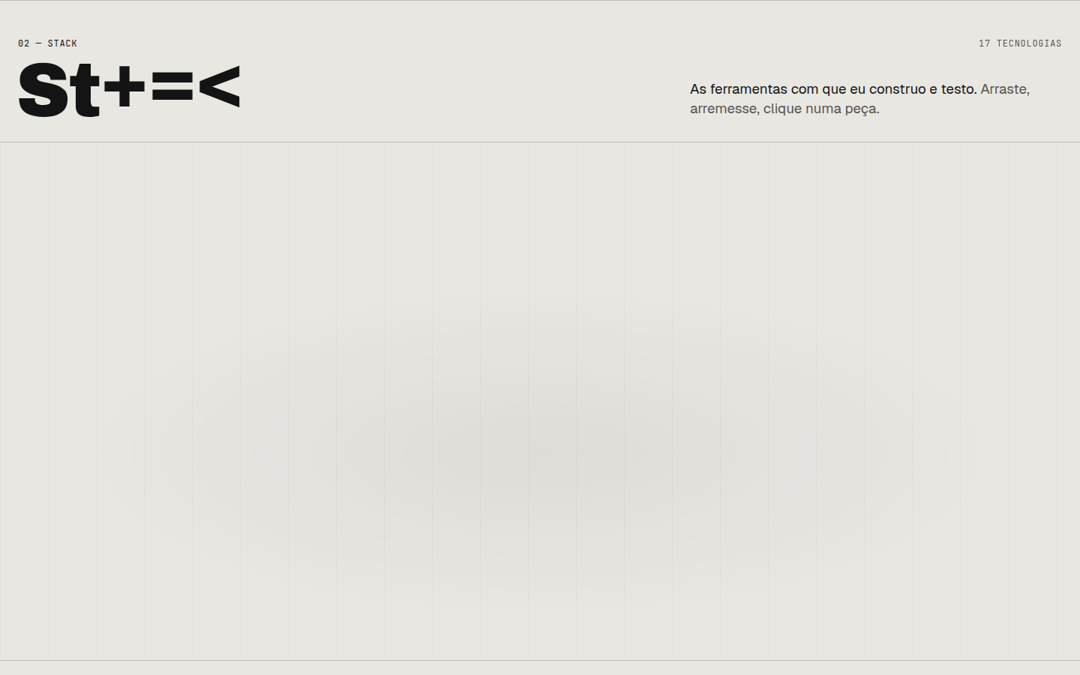 02 — STACK
17 TECNOLOGIAS
St+=<
As ferramentas com que eu construo e testo. Arraste,
arremesse, clique numa peça.